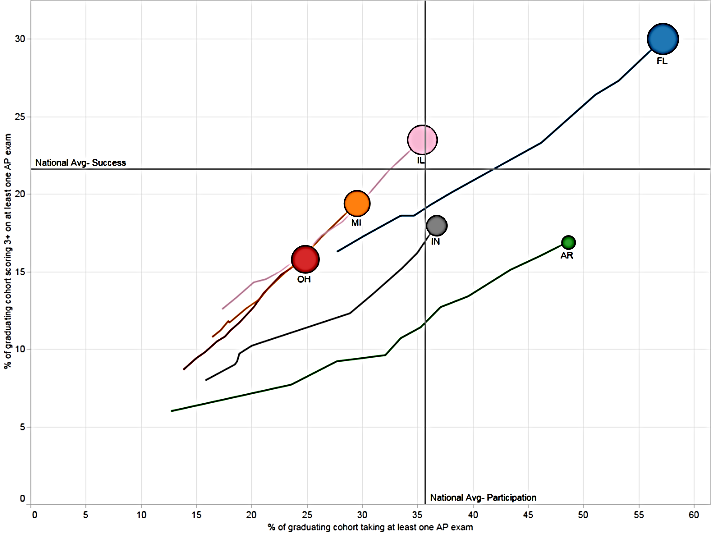 30
FL
25
National Avg- Success
IL
20
MI
IN
15
OH
AR
10
5
0
National Avg- Participation
0 5 10 15 20 25 30 35 40 45 50 55 60
% of graduating cohort taking at least one AP exam
% of graduating cohort scoring 3+ on at least one AP exam